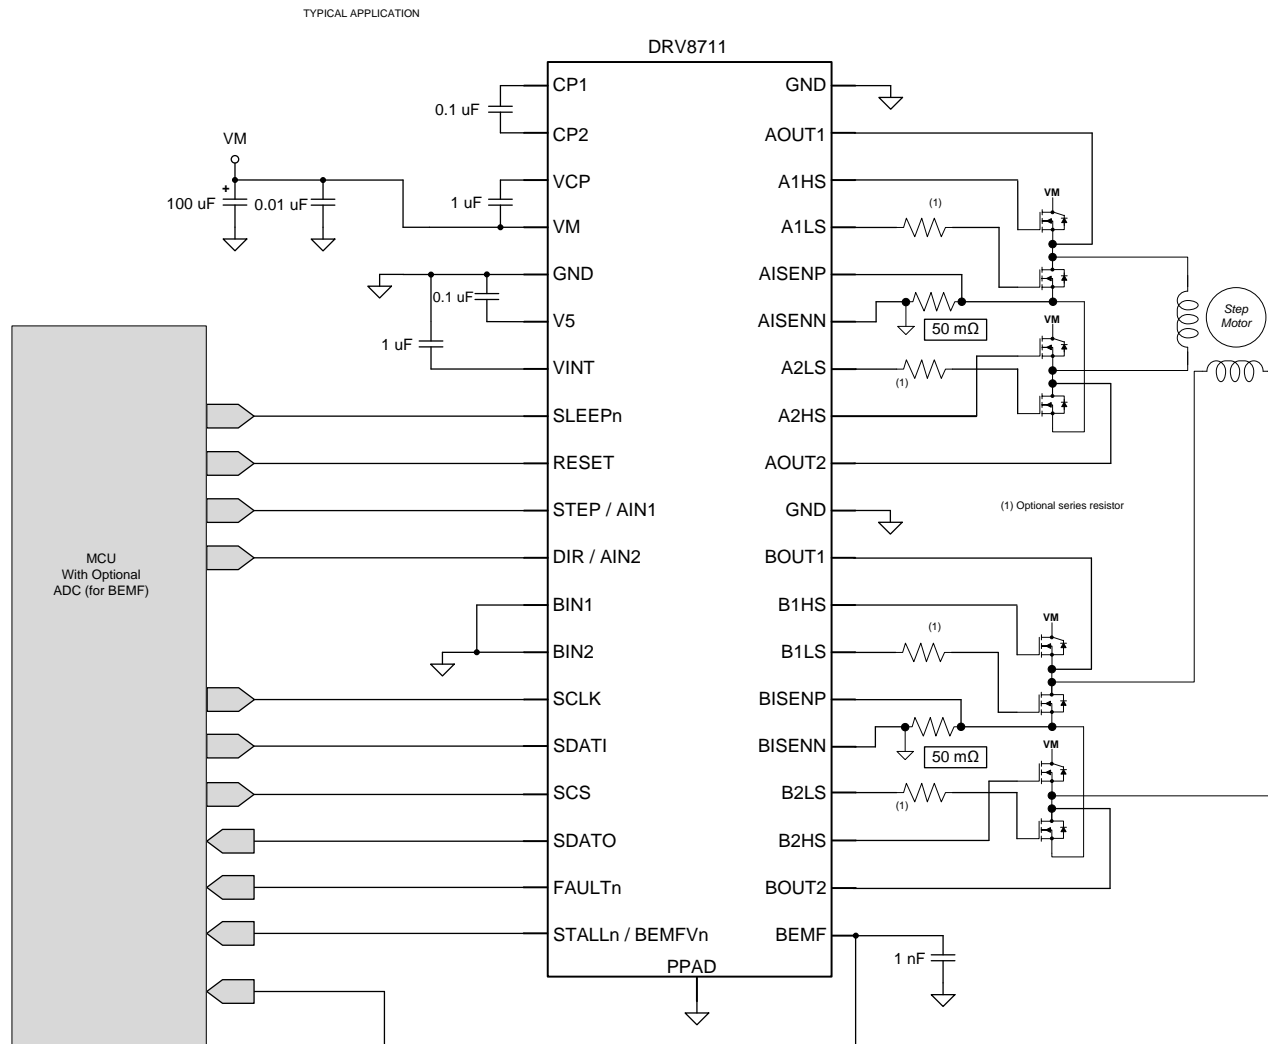 TYPICAL APPLICATION
DRV8711
CP1
GND
0.1 uF
CP2
AOUT1
VM
VCP
A1HS
100 uF
+
0.01 uF
1 uF
VM
A1LS
(1)
VM
GND
AISENP
0.1 uF
V5
AISENN
50 mΩ
VM
Step
Motor
1 uF
VINT
A2LS
(1)
SLEEPn
A2HS
RESET
AOUT2
STEP / AIN1
GND
(1) Optional series resistor
MCU
With Optional
ADC (for BEMF)
DIR / AIN2
BOUT1
BIN1
B1HS
VM
BIN2
B1LS
(1)
SCLK
BISENP
SDATI
BISENN
50 mΩ
VM
SCS
B2LS
(1)
SDATO
B2HS
FAULTn
BOUT2
STALLn / BEMFVn
BEMF
1 nF
PPAD